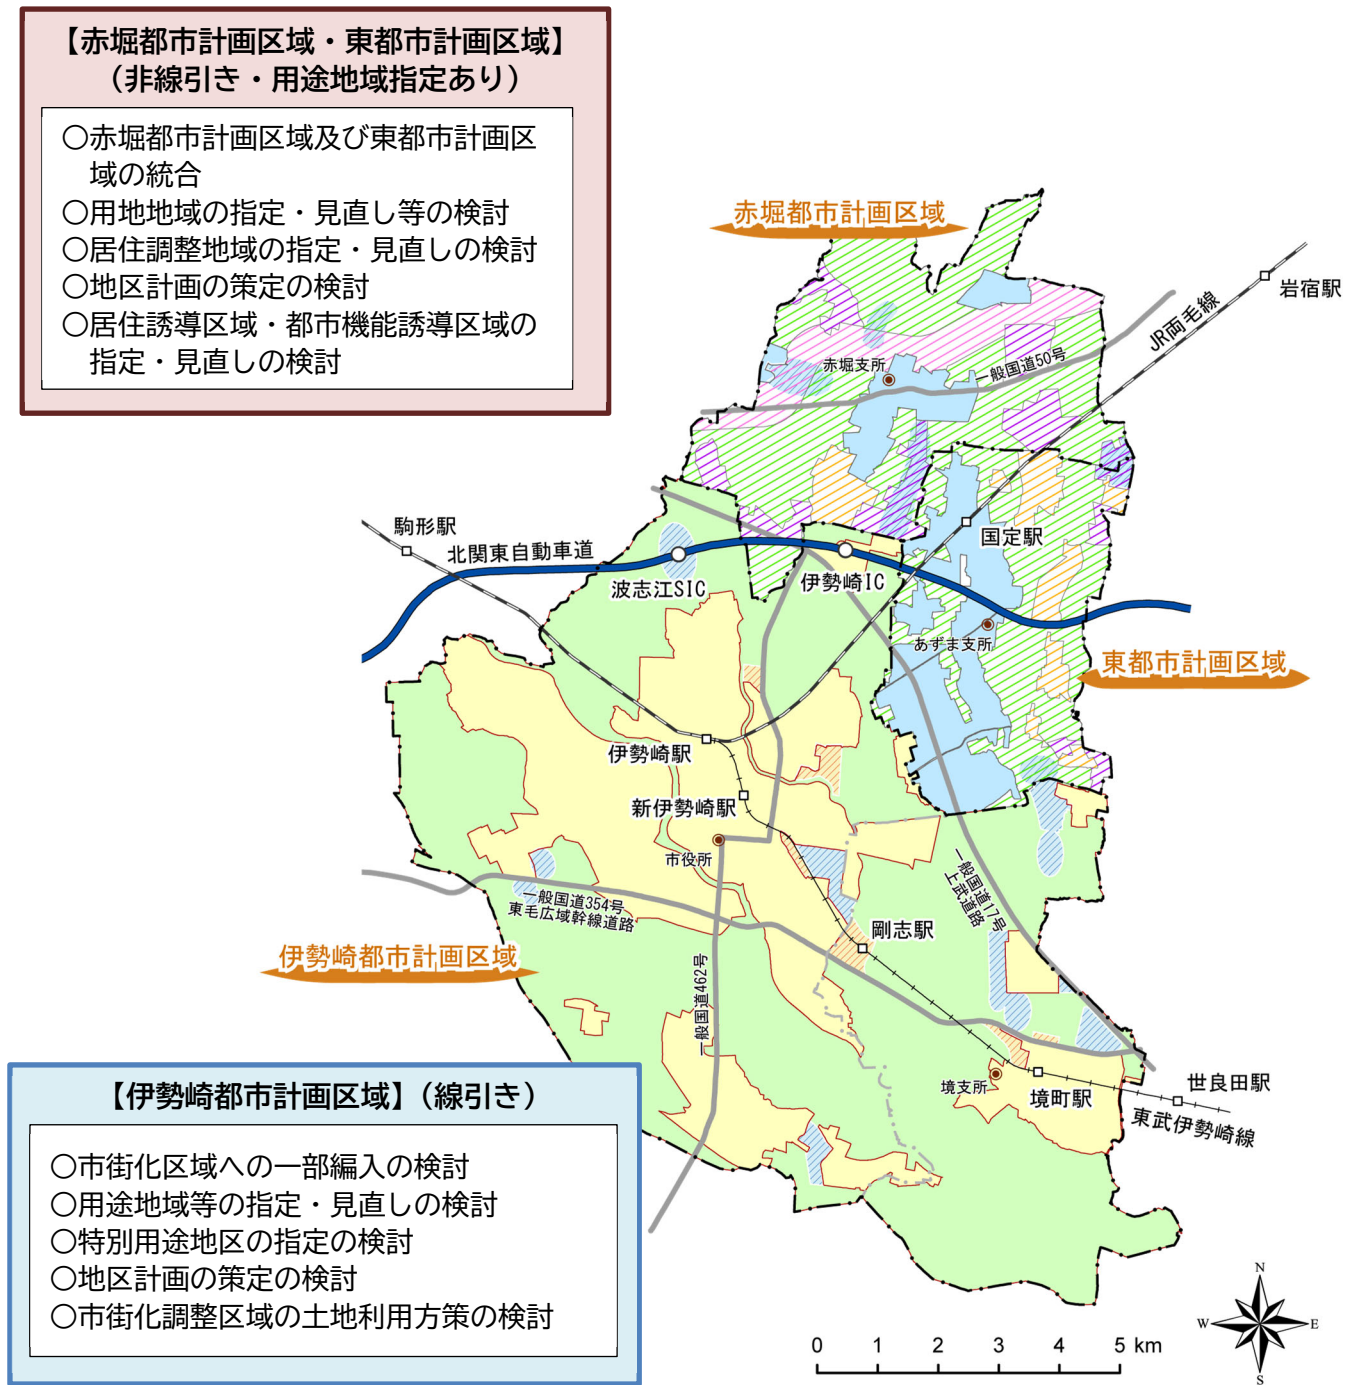 【赤堀都市計画区域・東都市計画区域】
（非線引き・用途地域指定あり）
〇赤堀都市計画区域及び東都市計画区
域の統合
〇用地地域の指定・見直し等の検討
〇居住調整地域の指定・見直しの検討
〇地区計画の策定の検討
〇居住誘導区域・都市機能誘導区域の
指定・見直しの検討
赤堀都市計画区域
岩宿駅
JR両毛線
赤堀支所
一般国道50号
駒形駅
北関東自動車道
国定駅
波志江SIC
伊勢崎IC
あずま支所
東都市計画区域
伊勢崎駅
新伊勢崎駅
市役所
一般国道354号
東毛広域幹線道路
一般国道17号
上武道路
剛志駅
伊勢崎都市計画区域
一般国道462号
境支所
境町駅
世良田駅
東武伊勢崎線
【伊勢崎都市計画区域】（線引き）
〇市街化区域への一部編入の検討
〇用途地域等の指定・見直しの検討
〇特別用途地区の指定の検討
〇地区計画の策定の検討
〇市街化調整区域の土地利用方策の検討
N
W
E
S
0 1 2 3 4 5 km